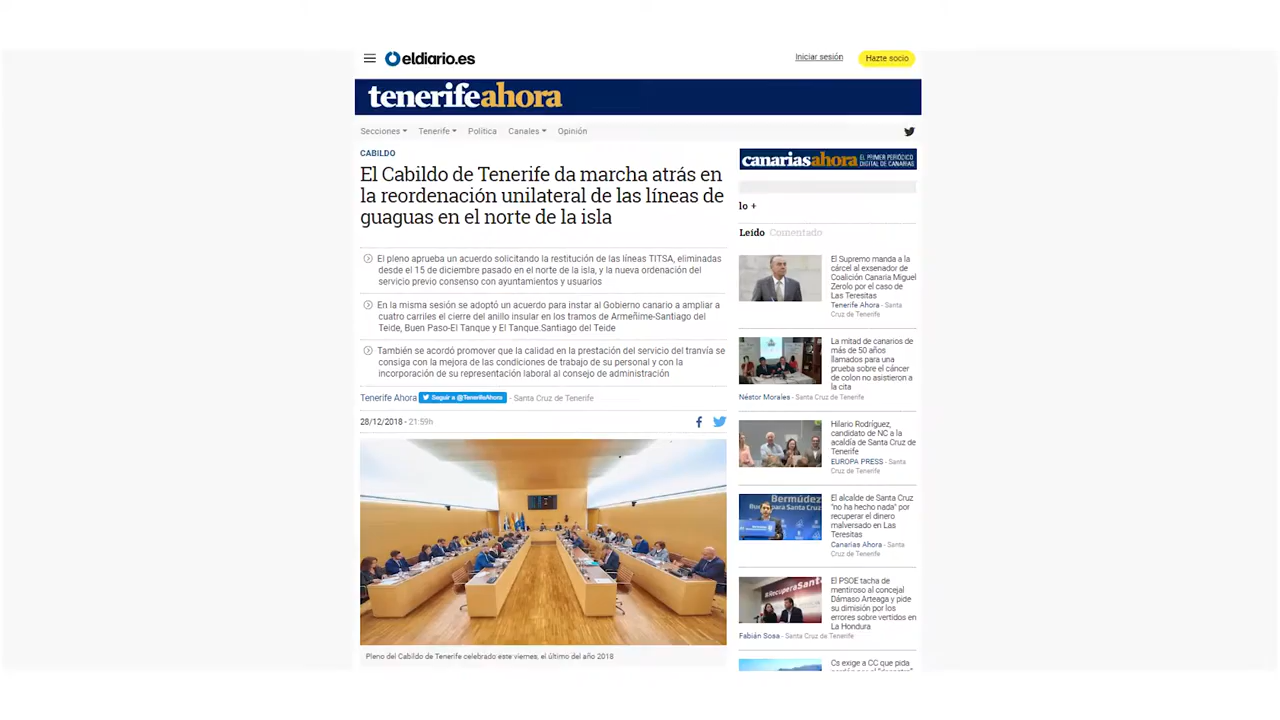 eldiario.es
Iniciar sesión
Hazte socio
tenerifeahora
Secciones
Tenerife
Política
Canales
Opinión
CABILDO
El Cabildo de Tenerife da marcha atrás en
la reordenación unilateral de las líneas de
guaguas en el norte de la isla
El pleno aprueba un acuerdo solicitando la restitución de las líneas TITSA, eliminadas
desde el 15 de diciembre pasado en el norte de la isla, y la nueva ordenación del
servicio previo consenso con ayuntamientos y usuarios
En la misma sesión se adoptó un acuerdo para instar al Gobierno canario a ampliar a
cuatro carriles el cierre del anillo insular en los tramos de Armeñime-Santiago del
Teide, Buen Paso-El Tanque y El Tanque.Santiago del Teide
También se acordó promover que la calidad en la prestación del servicio del tranvía se
consiga con la mejora de las condiciones de trabajo de su personal y con la
incorporación de su representación laboral al consejo de administración
Tenerife Ahora Seguir a @TenerifeAhora - Santa Cruz de Tenerife
28/12/2018 - 21:59h
Pleno del Cabildo de Tenerife celebrado este viernes, el último del año 2018
canariasahora EL PRIMER PERIÓDICO
DIGITAL DE CANARIAS
lo +
Leído Comentado
El Supremo manda a la
cárcel al exsenador de
Coalición Canaria Miguel
Zerolo por el caso de
Las Teresitas
Tenerife Ahora - Santa
Cruz de Tenerife
La mitad de canarios de
más de 50 años
llamados para una
prueba sobre el cáncer
de colon no asistieron a
la cita
Néstor Morales - Santa Cruz de Tenerife
Hilario Rodríguez,
candidato de NC a la
acaldía de Santa Cruz de
Tenerife
EUROPA PRESS - Santa
Cruz de Tenerife
Bermúdez
para Santa Cruz
El alcalde de Santa Cruz
"no ha hecho nada" por
recuperar el dinero
malversado en Las
Teresitas
Canarias Ahora - Santa
Cruz de Tenerife
#RecuperaSanta
El PSOE tacha de
mentiroso al concejal
Dámaso Arteaga y pide
su dimisión por los
errores sobre vertidos en
La Hondura
Fabián Sosa - Santa Cruz de Tenerife
Cs exige a CC que pida